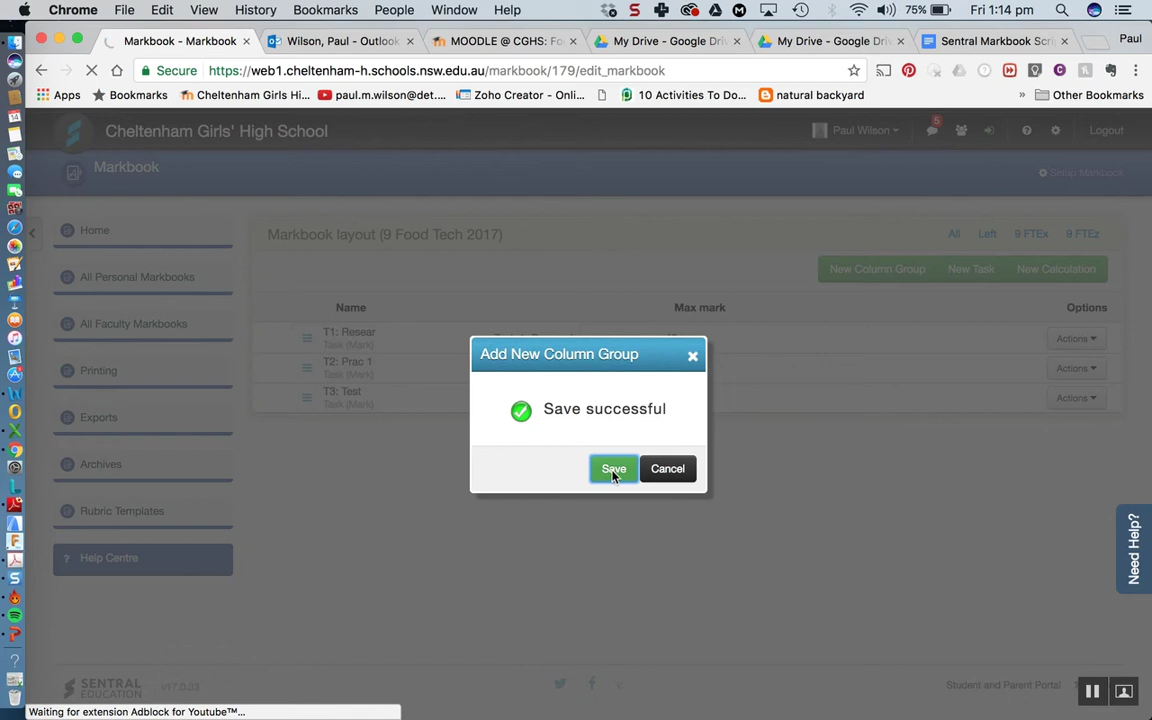 Chrome File Edit View History Bookmarks People Window Help 75% Fri 1:14 pm
Markbook - Markbook Wilson, Paul - Outlook MOODLE @ CGHS: Fo My Drive - Google Dri My Drive - Google Dri Sentral Markbook Scri Paul
Secure https://web1.cheltenham-h.schools.nsw.edu.au/markbook/179/edit_markbook
Apps Bookmarks Cheltenham Girls Hi... paul.m.wilson@det.... Zoho Creator - Onli... 10 Activities To Do... natural backyard » Other Bookmarks
Cheltenham Girls' High School 5 Paul Wilson Logout
Markbook Setup Markbook
Home
All Personal Markbooks
All Faculty Markbooks
Printing
Exports
Archives
Rubric Templates
? Help Centre
Markbook layout (9 Food Tech 2017) All Left 9 FTEx 9 FTEz
New Column Group New Task New Calculation
Name Max mark Options
T1: Resear
Task (Mark) Actions
T2: Prac 1
Task (Mark) Actions
T3: Test
Task (Mark) Actions
Add New Column Group
Save successful
Save Cancel
Need Help?
SENTRAL
EDUCATION
Student and Parent Portal
Waiting for extension Adblock for Youtube™...